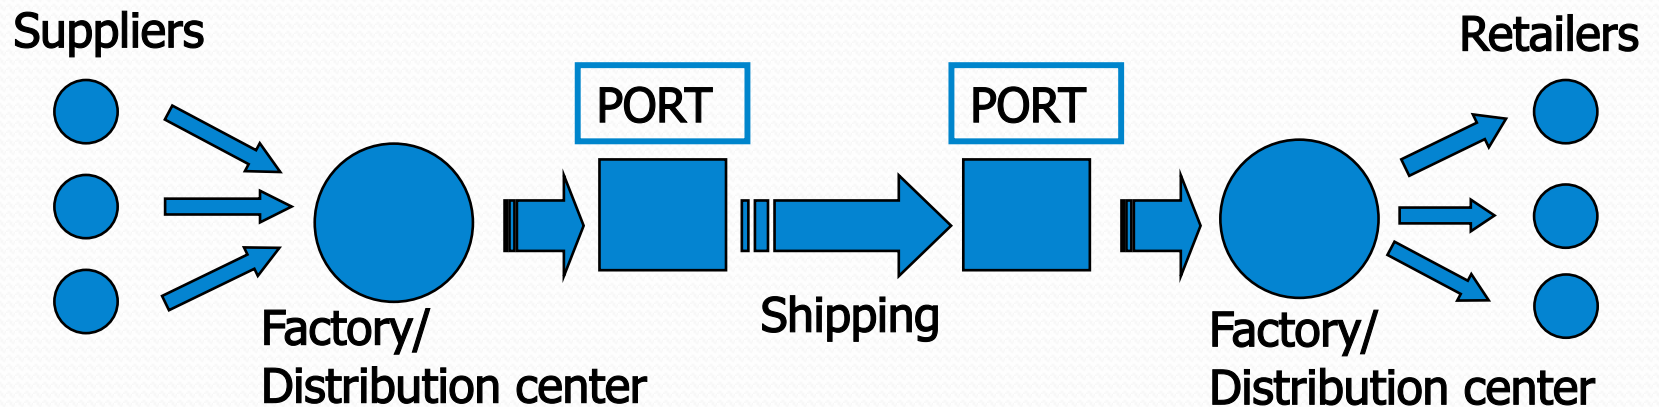 Suppliers
Retailers
PORT
PORT
Shipping
Factory/
Distribution center
Factory/
Distribution center